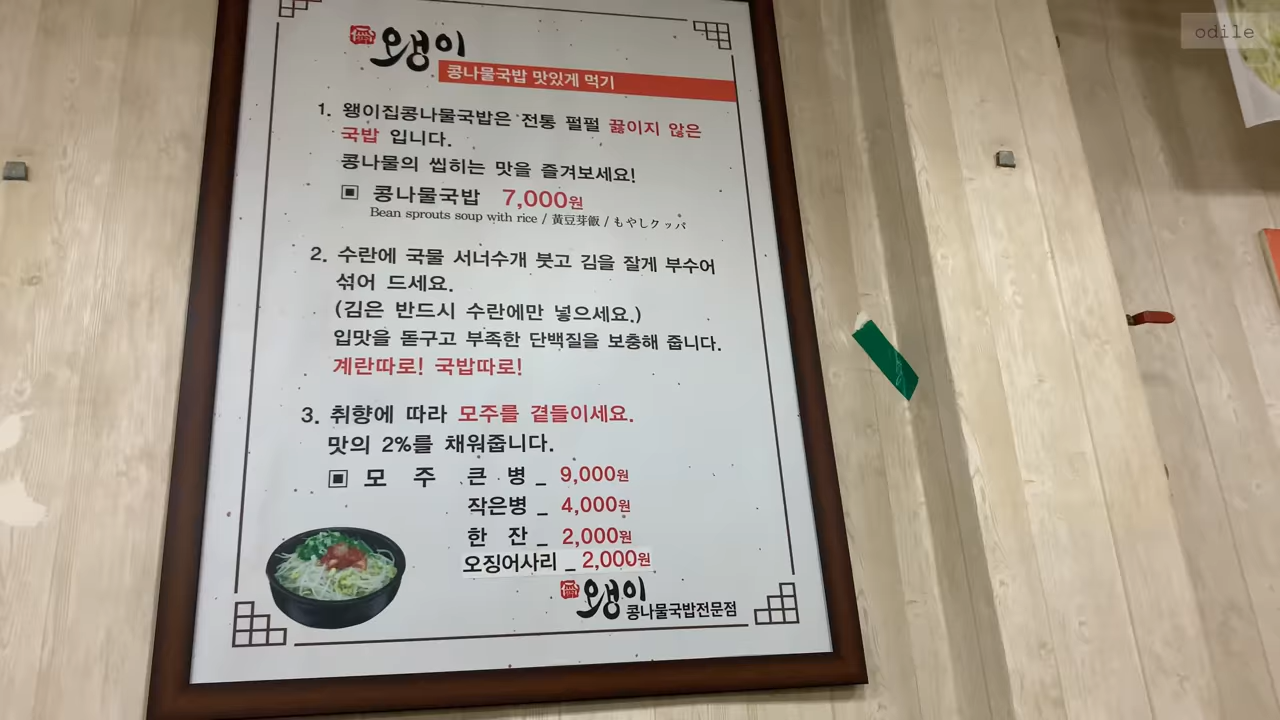 왱이
콩나물국밥 맛있게 먹기
1. 왱이집콩나물국밥은 전통 펄펄 끓이지 않은
국밥 입니다.
콩나물의 씹히는 맛을 즐겨보세요!
▣ 콩나물국밥 7,000원
Bean sprouts soup with rice / 黃豆芽飯 / もやしクッパ
2. 수란에 국물 서너수개 붓고 김을 잘게 부수어
섞어 드세요.
(김은 반드시 수란에만 넣으세요.)
입맛을 돋구고 부족한 단백질을 보충해 줍니다.
계란따로! 국밥따로!
3. 취향에 따라 모주를 곁들이세요.
맛의 2%를 채워줍니다.
▣ 모 주 큰 병 _ 9,000원
작은병 _ 4,000원
한 잔 _ 2,000원
오징어사리 _ 2,000원
왱이 콩나물국밥전문점
odile